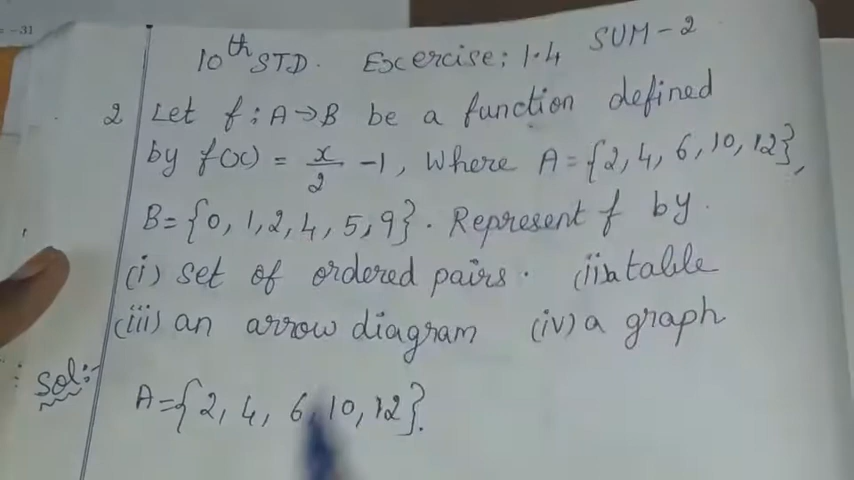 = -31
10th STD. Excercise: 1.4 SUM-2
2 Let f: A→B be a function defined
by f(x) = x/2 -1, Where A={2, 4, 6, 10, 12},
B={0, 1, 2, 4, 5, 9}. Represent f by.
(i) set of ordered pairs. (ii) a table
(iii) an arrow diagram (iv) a graph
Sol:-
A={2, 4, 6, 10, 12}.